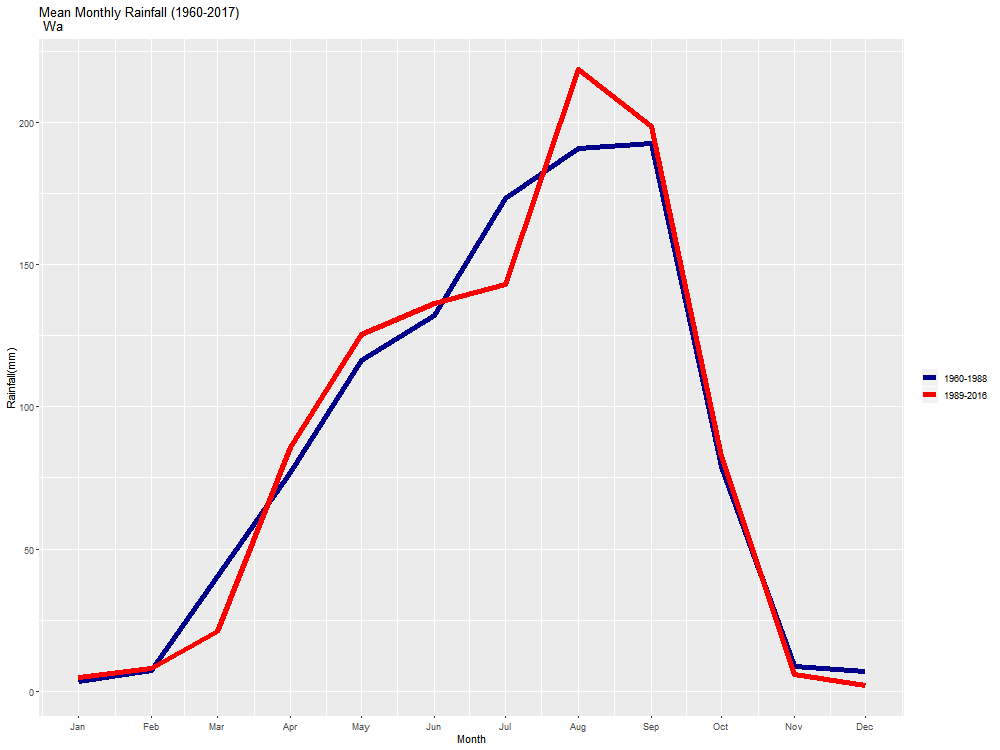 Mean Monthly Rainfall (1960-2017)
Wa
Rainfall(mm)
200
150
100
50
0
Jan Feb Mar Apr May Jun Jul Aug Sep Oct Nov Dec
Month
1960-1988
1989-2016